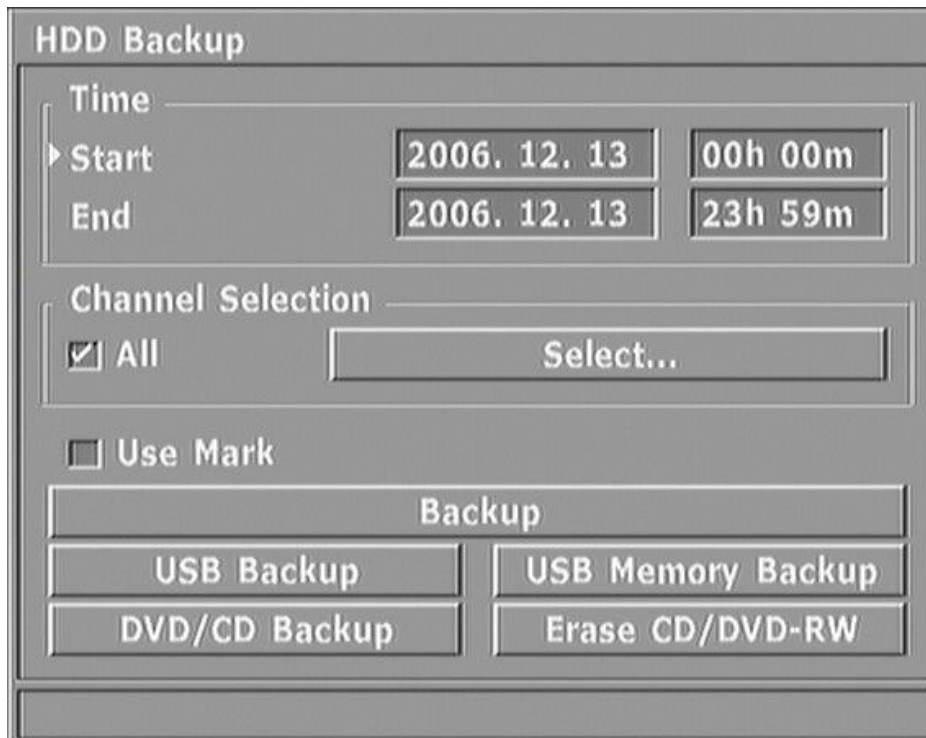 HDD Backup
Time
Start 2006. 12. 13 00h 00m
End 2006. 12. 13 23h 59m
Channel Selection
All Select...
Use Mark
Backup
USB Backup USB Memory Backup
DVD/CD Backup Erase CD/DVD-RW